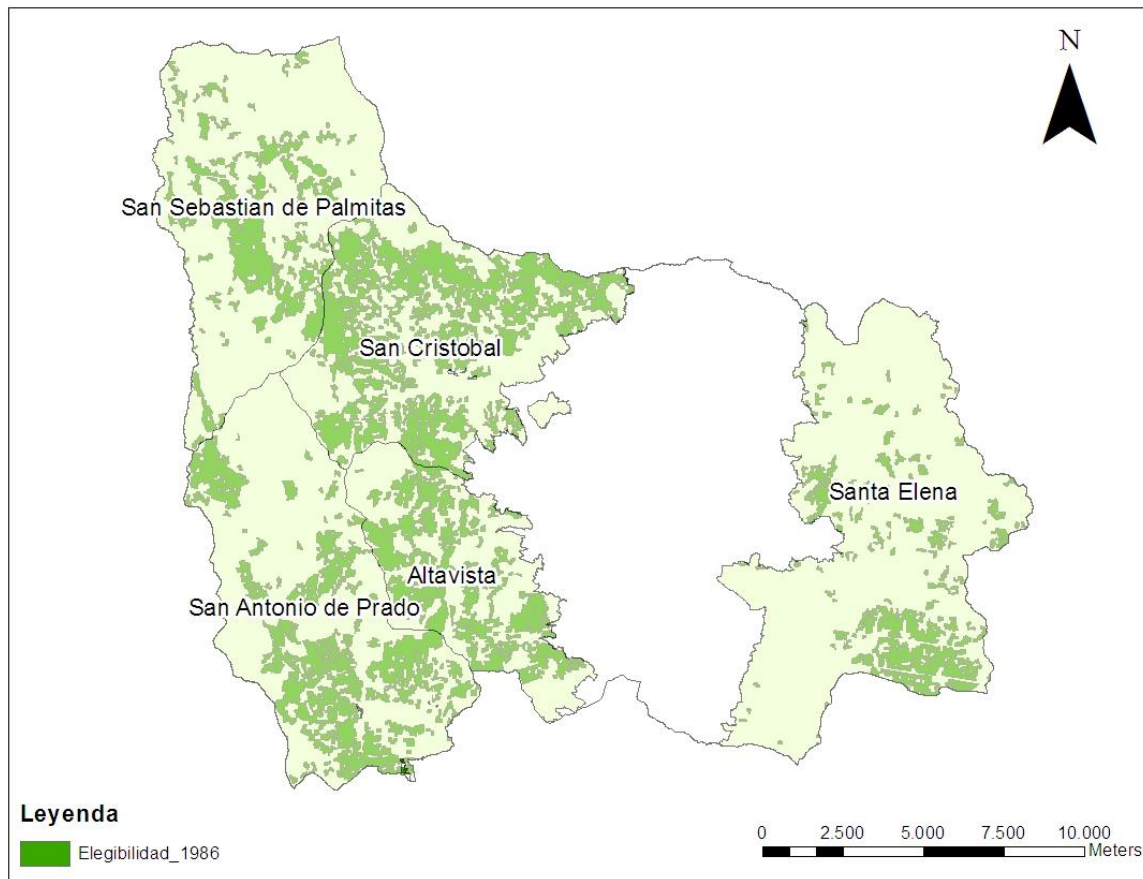 N
San Sebastian de Palmitas
San Cristobal
Santa Elena
Altavista
San Antonio de Prado
Leyenda
Elegibilidad_1986
0 2.500 5.000 7.500 10.000
Meters